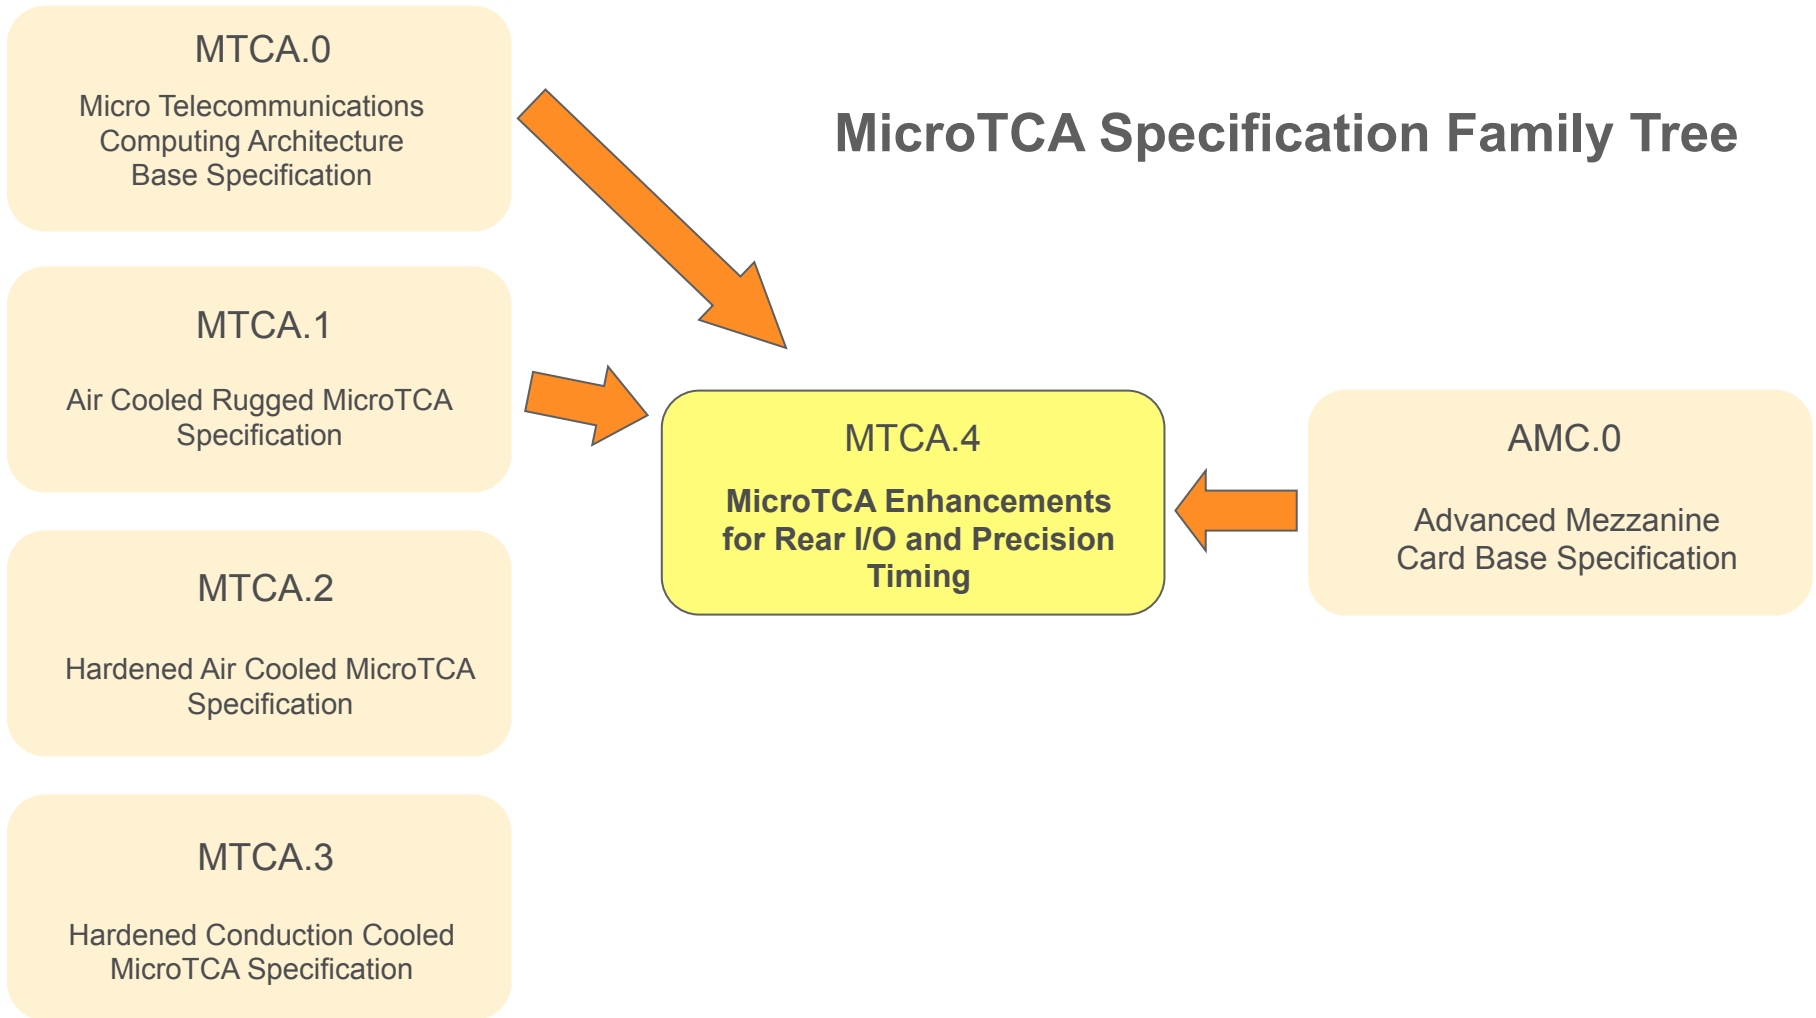 MTCA.0
Micro Telecommunications
Computing Architecture
Base Specification
MicroTCA Specification Family Tree
MTCA.1
Air Cooled Rugged MicroTCA
Specification
MTCA.4
MicroTCA Enhancements
for Rear I/O and Precision
Timing
AMC.0
Advanced Mezzanine
Card Base Specification
MTCA.2
Hardened Air Cooled MicroTCA
Specification
MTCA.3
Hardened Conduction Cooled
MicroTCA Specification